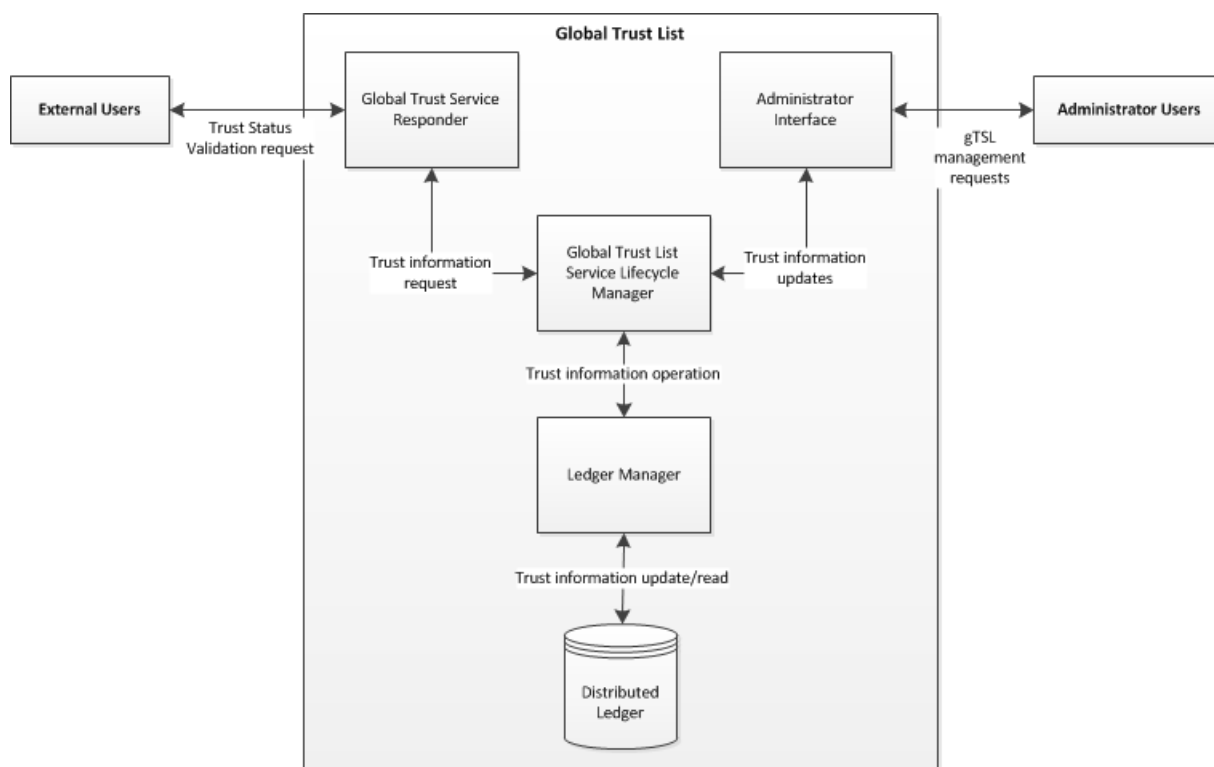 Global Trust List
External Users
Trust Status
Validation request
Global Trust Service
Responder
Administrator
Interface
gTSL
management
requests
Administrator Users
Trust information
request
Global Trust List
Service Lifecycle
Manager
Trust information
updates
Trust information operation
Ledger Manager
Trust information update/read
Distributed
Ledger